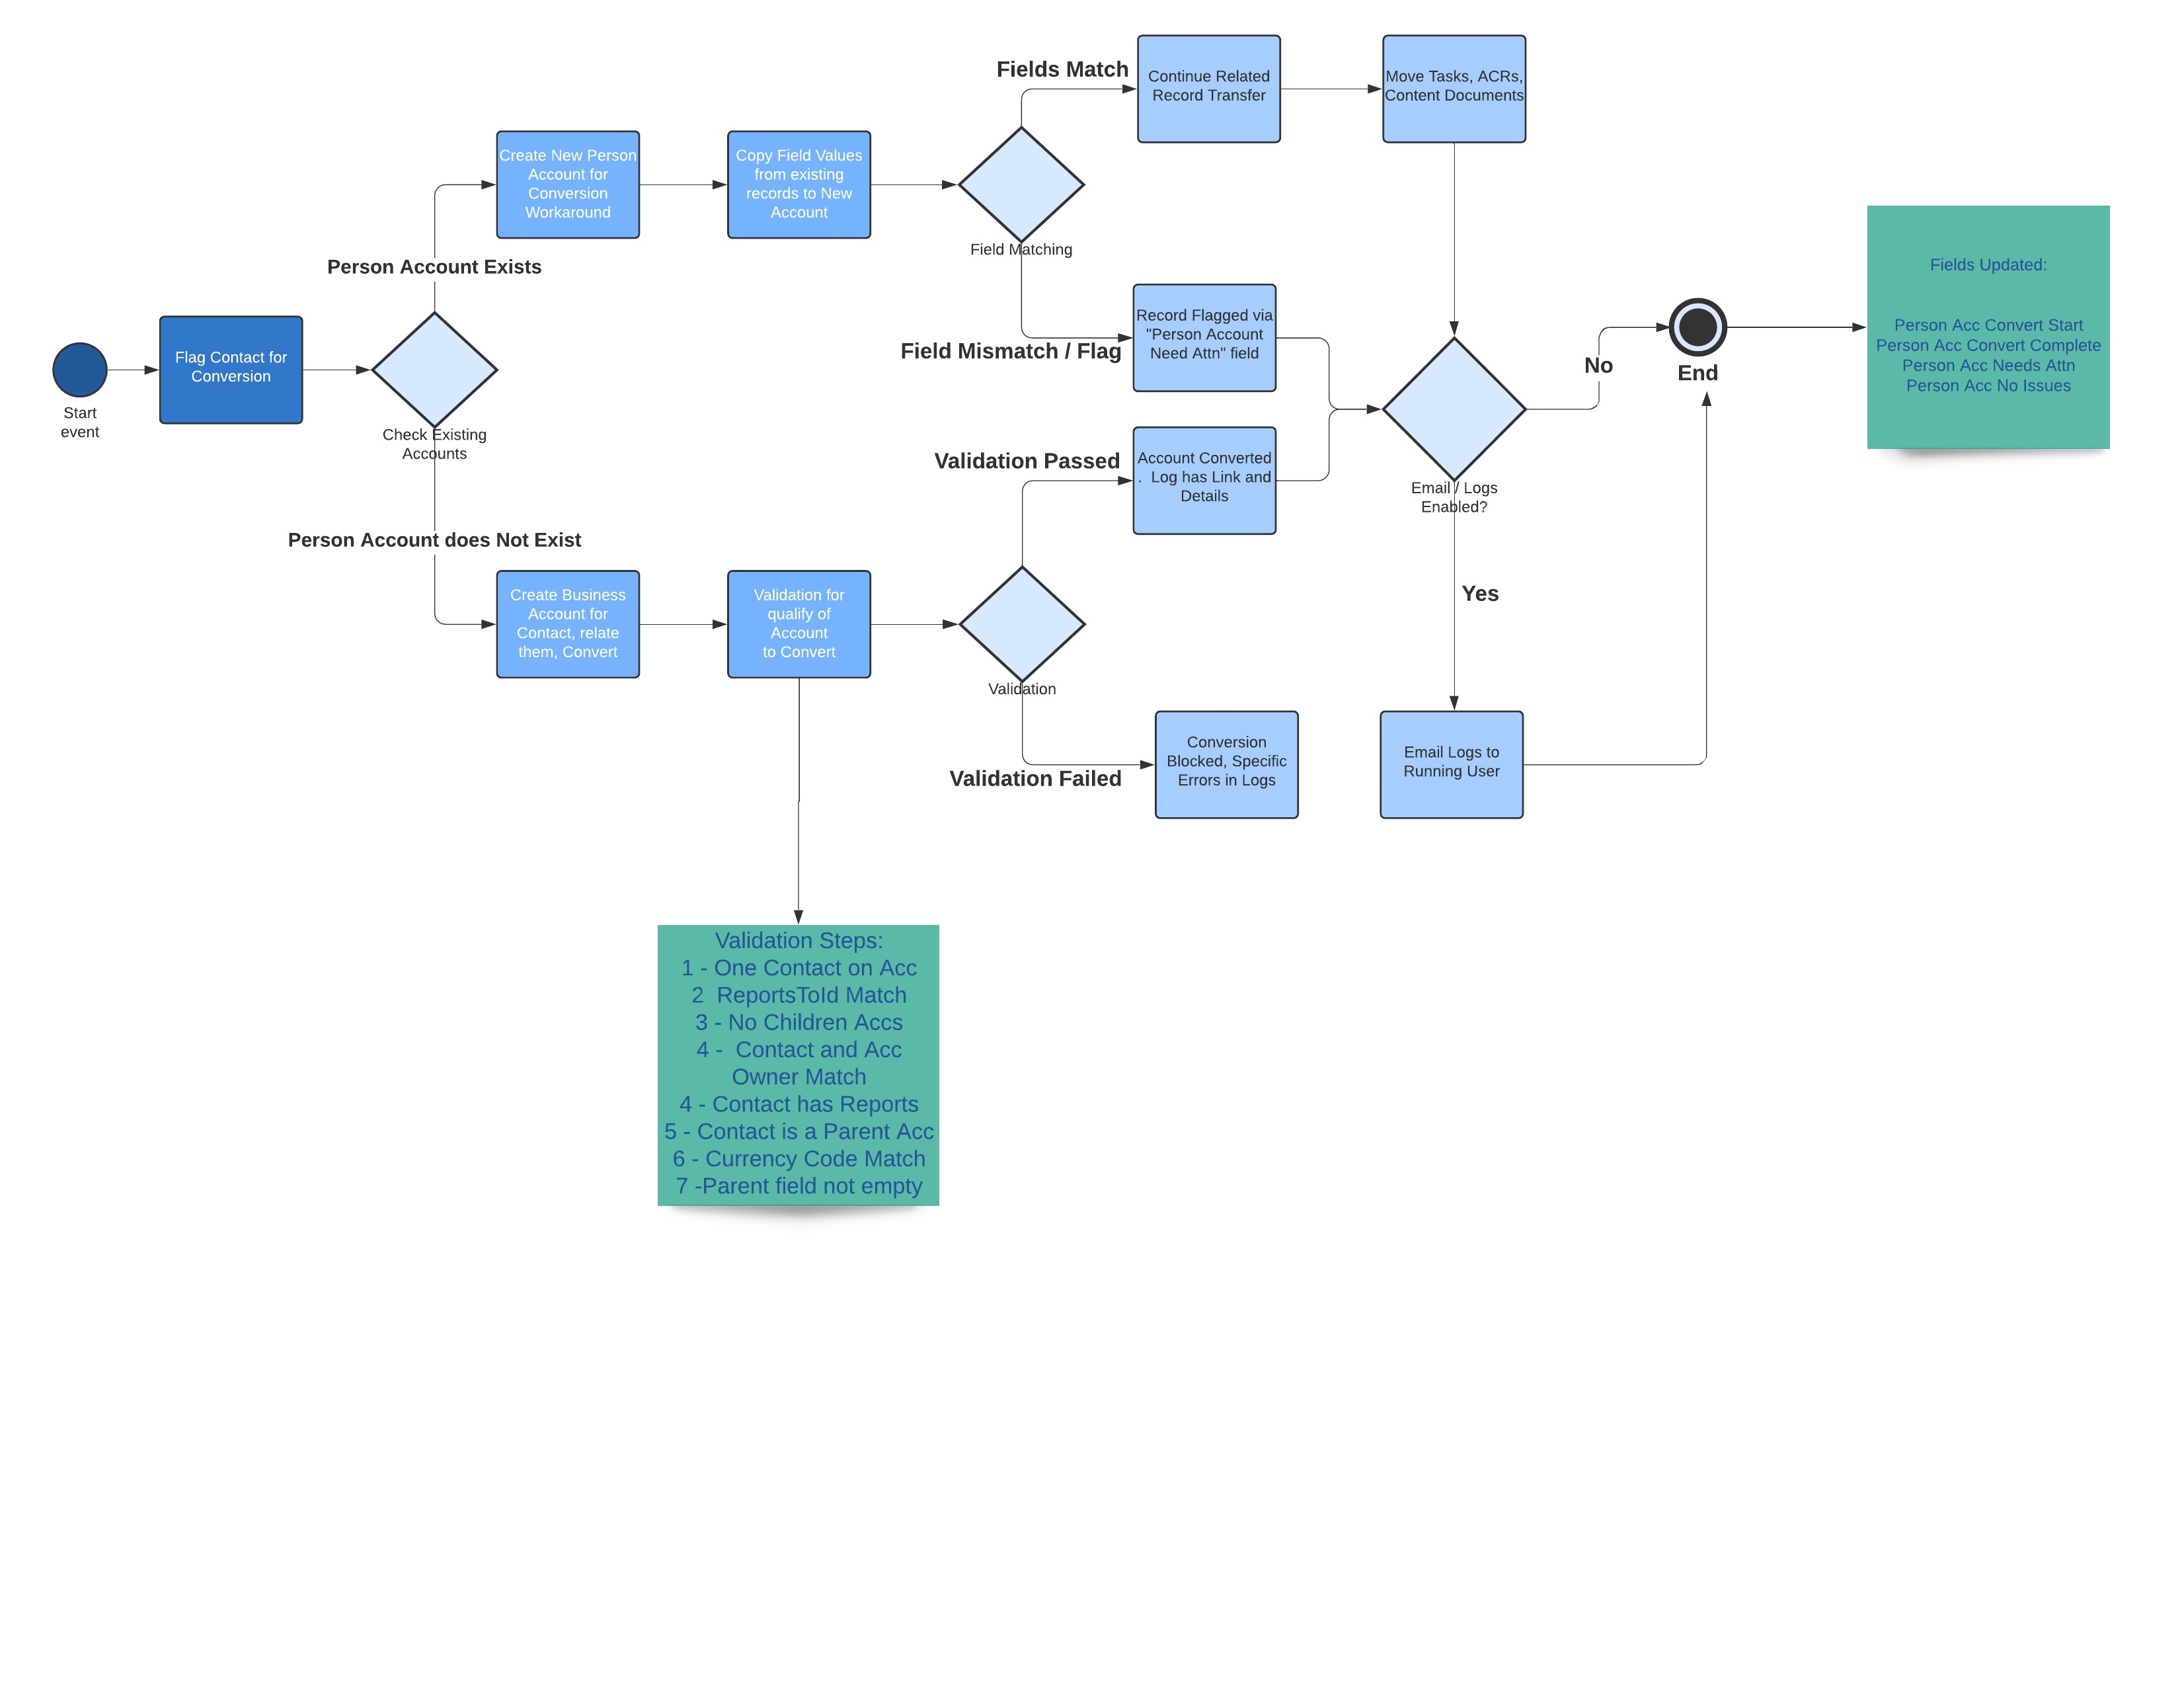 Fields Match
Continue Related
Record Transfer
Move Tasks, ACRs,
Content Documents
Create New Person
Account for
Conversion
Workaround
Copy Field Values
from existing
records to New
Account
Field Matching
Person Account Exists
Fields Updated:
Person Acc Convert Start
Person Acc Convert Complete
Person Acc Needs Attn
Person Acc No Issues
Record Flagged via
"Person Account
Need Attn" field
Field Mismatch / Flag
Flag Contact for
Conversion
No
End
Start
event
Check Existing
Accounts
Validation Passed
Account Converted
.  Log has Link and
Details
Email / Logs
Enabled?
Person Account does Not Exist
Create Business
Account for
Contact, relate
them, Convert
Validation for
qualify of
Account
to Convert
Yes
Validation
Conversion
Blocked, Specific
Errors in Logs
Validation Failed
Email Logs to
Running User
Validation Steps:
1 - One Contact on Acc
2  ReportsToId Match
3 - No Children Accs
4 -  Contact and Acc
Owner Match
4 - Contact has Reports
5 - Contact is a Parent Acc
6 - Currency Code Match
7 -Parent field not empty